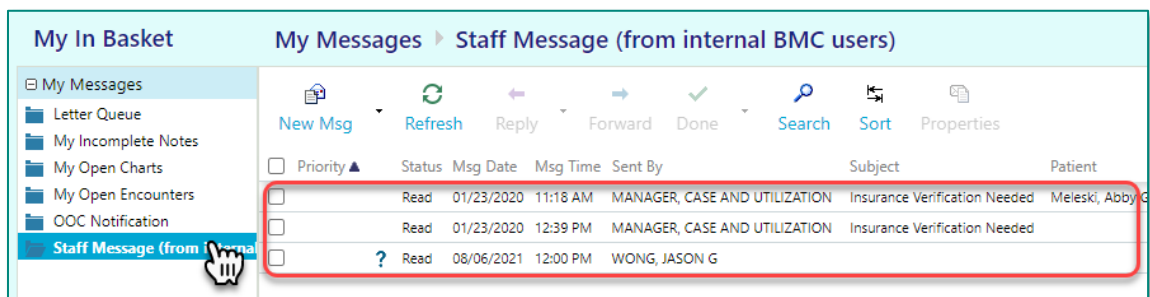 My In Basket
My Messages Staff Message (from internal BMC users)
My Messages
Letter Queue
My Incomplete Notes
My Open Charts
My Open Encounters
OOC Notification
Staff Message (from
New Msg Refresh Reply Forward Done Search Sort Properties
Priority Status Msg Date Msg Time Sent By Subject Patient
Read 01/23/2020 11:18 AM MANAGER, CASE AND UTILIZATION Insurance Verification Needed Meleski, Abby G
Read 01/23/2020 12:39 PM MANAGER, CASE AND UTILIZATION Insurance Verification Needed
? Read 08/06/2021 12:00 PM WONG, JASON G